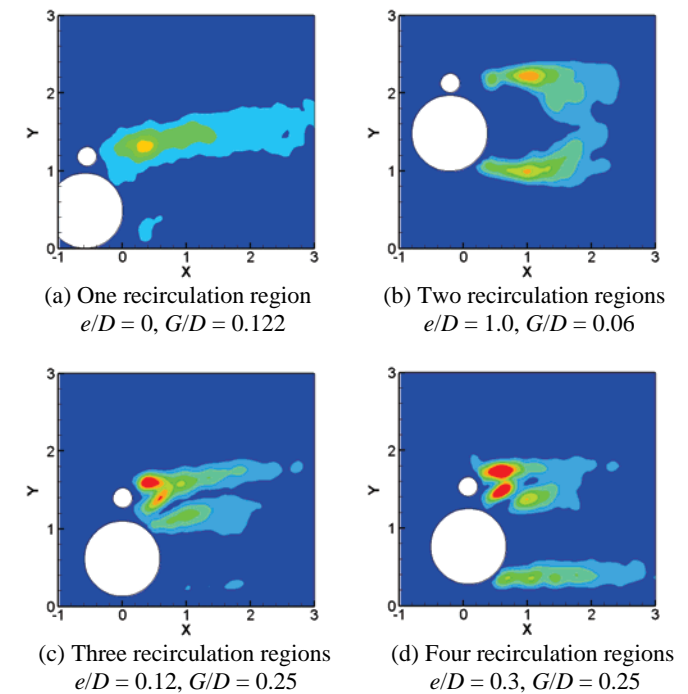 3
2
Y
1
0
-1
0
1
2
3
X
(a) One recirculation region
e/D = 0, G/D = 0.122
3
2
Y
1
0
-1
0
1
2
3
X
(b) Two recirculation regions
e/D = 1.0, G/D = 0.06
3
2
Y
1
0
-1
0
1
2
3
X
(c) Three recirculation regions
e/D = 0.12, G/D = 0.25
3
2
Y
1
0
-1
0
1
2
3
X
(d) Four recirculation regions
e/D = 0.3, G/D = 0.25